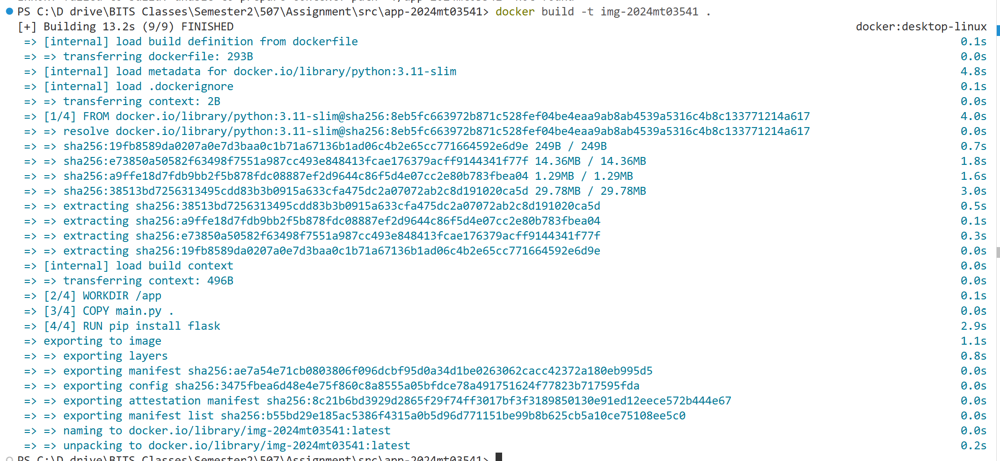 PS C:\D drive\BITS Classes\Semester2\507\Assignment\src\app-2024mt03541> docker build -t img-2024mt03541 .
[+] Building 13.2s (9/9) FINISHED docker:desktop-linux
=> [internal] load build definition from dockerfile 0.1s
=> => transferring dockerfile: 293B 0.0s
=> [internal] load metadata for docker.io/library/python:3.11-slim 4.8s
=> [internal] load .dockerignore 0.1s
=> => transferring context: 2B 0.0s
=> [1/4] FROM docker.io/library/python:3.11-slim@sha256:8eb5fc663972b871c528fef04be4eaa9ab8ab4539a5316c4b8c133771214a617 4.0s
=> => resolve docker.io/library/python:3.11-slim@sha256:8eb5fc663972b871c528fef04be4eaa9ab8ab4539a5316c4b8c133771214a617 0.0s
=> => sha256:19fb8589da0207a0e7d3baa0c1b71a67136b1ad06c4b2e65cc771664592e6d9e 249B / 249B 0.7s
=> => sha256:e73850a50582f63498f7551a987cc493e848413fcae176379acff9144341f77f 14.36MB / 14.36MB 1.8s
=> => sha256:a9ffe18d7fdb9bb2f5b878fdc08887ef2d9644c86f5d4e07cc2e80b783fbea04 1.29MB / 1.29MB 1.6s
=> => sha256:38513bd7256313495cdd83b3b0915a633cfa475dc2a07072ab2c8d191020ca5d 29.78MB / 29.78MB 3.0s
=> => extracting sha256:38513bd7256313495cdd83b3b0915a633cfa475dc2a07072ab2c8d191020ca5d 0.5s
=> => extracting sha256:a9ffe18d7fdb9bb2f5b878fdc08887ef2d9644c86f5d4e07cc2e80b783fbea04 0.1s
=> => extracting sha256:e73850a50582f63498f7551a987cc493e848413fcae176379acff9144341f77f 0.3s
=> => extracting sha256:19fb8589da0207a0e7d3baa0c1b71a67136b1ad06c4b2e65cc771664592e6d9e 0.0s
=> [internal] load build context 0.0s
=> => transferring context: 496B 0.0s
=> [2/4] WORKDIR /app 0.1s
=> [3/4] COPY main.py . 0.0s
=> [4/4] RUN pip install flask 2.9s
=> exporting to image 1.1s
=> => exporting layers 0.8s
=> => exporting manifest sha256:ae7a54e71cb0803806f096dcbf95d0a34d1be0263062cacc42372a180eb995d5 0.0s
=> => exporting config sha256:3475fbea6d48e4e75f860c8a8555a05bfdce78a491751624f77823b717595fda 0.0s
=> => exporting attestation manifest sha256:8c21b6bd3929d2865f29f74ff3017bf3f3189850130e91ed12eece572b444e67 0.0s
=> => exporting manifest list sha256:b55bd29e185ac5386f4315a0b5d96d771151be99b8b625cb5a10ce75108ee5c0 0.0s
=> => naming to docker.io/library/img-2024mt03541:latest 0.0s
=> => unpacking to docker.io/library/img-2024mt03541:latest 0.2s
PS C:\D drive\BITS Classes\Semester2\507\Assignment\src\app-2024mt03541>